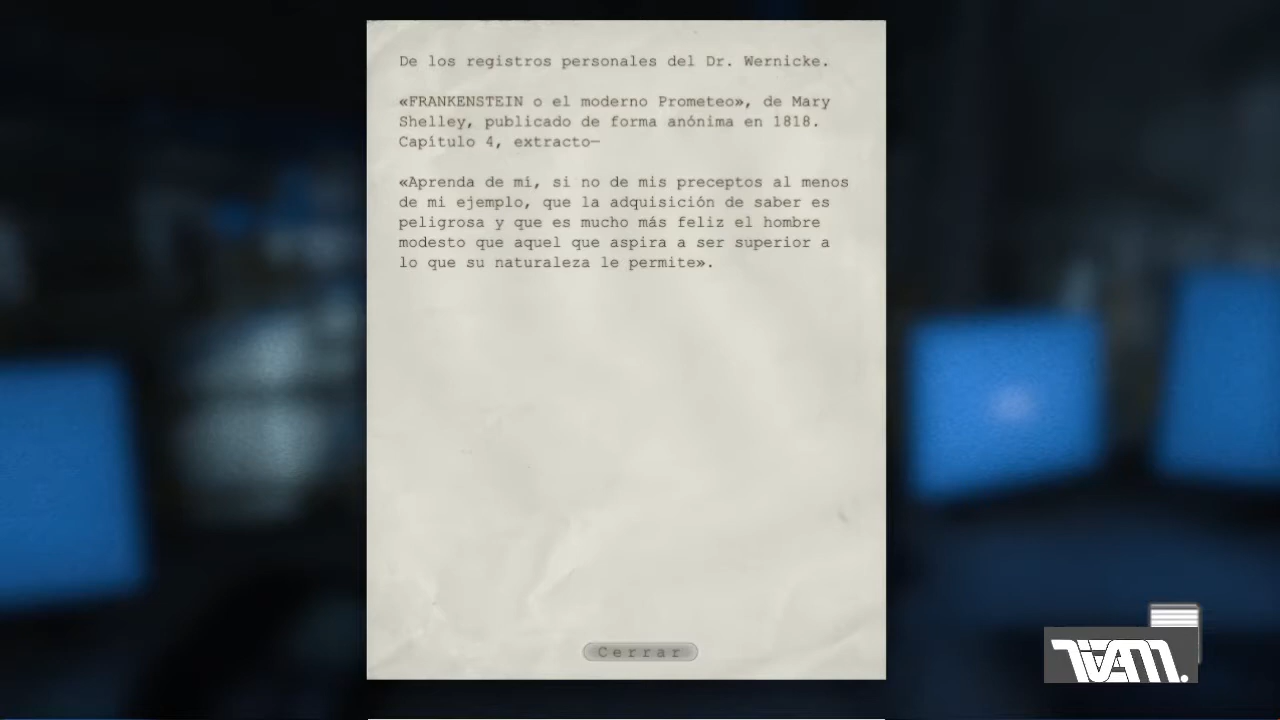 De los registros personales del Dr. Wernicke.
«FRANKENSTEIN o el moderno Prometeo», de Mary
Shelley, publicado de forma anónima en 1818.
Capítulo 4, extracto—
«Aprenda de mí, si no de mis preceptos al menos
de mi ejemplo, que la adquisición de saber es
peligrosa y que es mucho más feliz el hombre
modesto que aquel que aspira a ser superior a
lo que su naturaleza le permite».
Cerrar